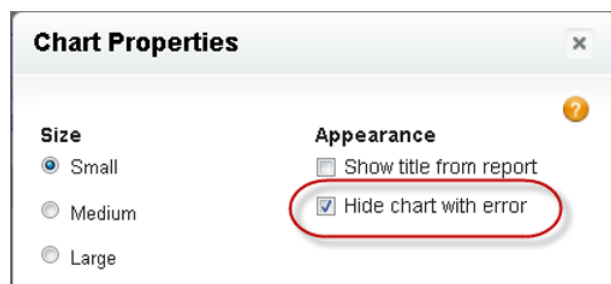 Chart Properties
?
Size
Small
Medium
Large
Appearance
Show title from report
Hide chart with error